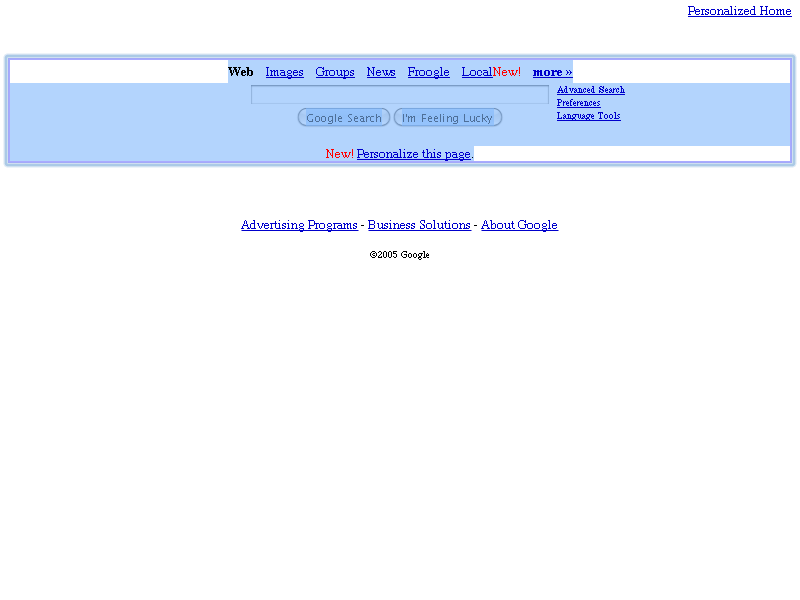 Personalized Home
Web Images Groups News Froogle LocalNew! more »
Advanced Search
Preferences
Language Tools
Google Search I'm Feeling Lucky
New! Personalize this page.
Advertising Programs - Business Solutions - About Google
©2005 Google